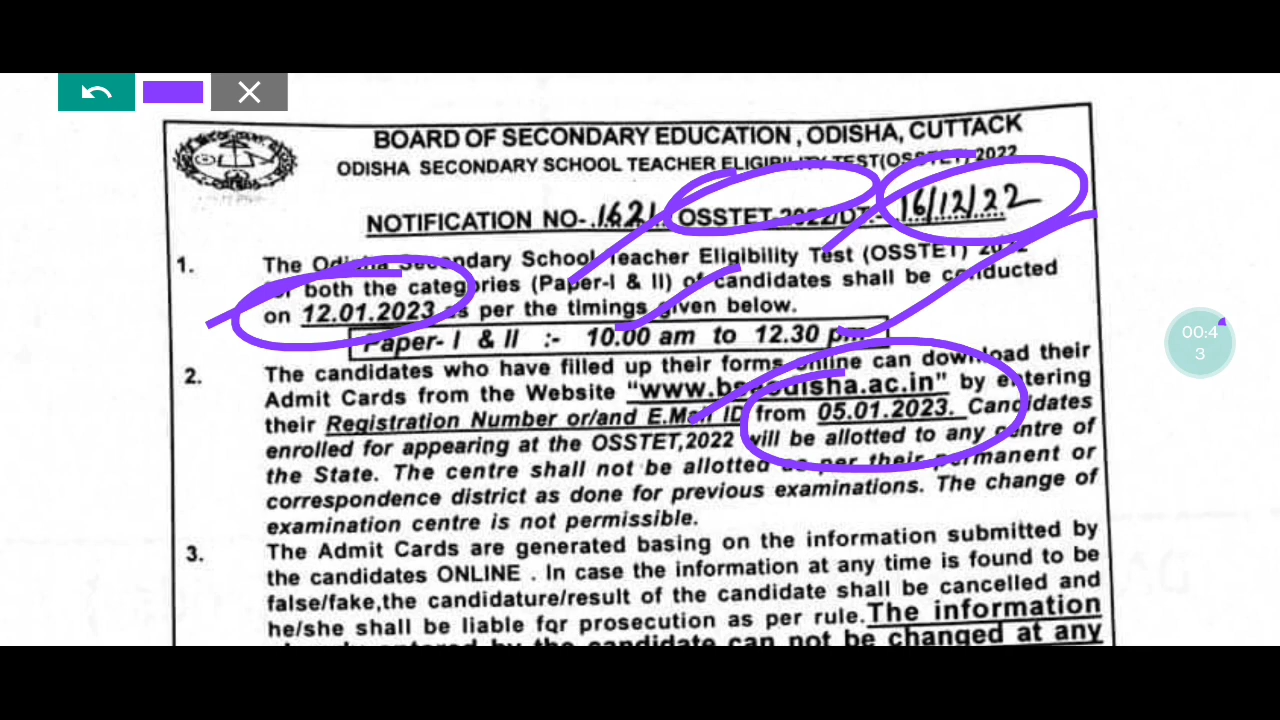 BOARD OF SECONDARY EDUCATION , ODISHA, CUTTACK
ODISHA SECONDARY SCHOOL TEACHER ELIGIBILITY TEST(OSSTET) 2022
NOTIFICATION NO- 1621 OSSTET-2022/DT.- 16/12/22
1. The Odisha Secondary School Teacher Eligibility Test (OSSTET) 2022
for both the categories (Paper-I & II) of candidates shall be conducted
on 12.01.2023 as per the timings given below.
Paper- I & II :- 10.00 am to 12.30 pm
2. The candidates who have filled up their forms online can download their
Admit Cards from the Website "www.bseodisha.ac.in" by entering
their Registration Number or/and E.Mail ID from 05.01.2023. Candidates
enrolled for appearing at the OSSTET,2022 will be allotted to any centre of
the State. The centre shall not be allotted as per their permanent or
correspondence district as done for previous examinations. The change of
examination centre is not permissible.
3. The Admit Cards are generated basing on the information submitted by
the candidates ONLINE . In case the information at any time is found to be
false/fake,the candidature/result of the candidate shall be cancelled and
he/she shall be liable for prosecution as per rule. The information
entered by the candidate can not be changed at any
00:4
3